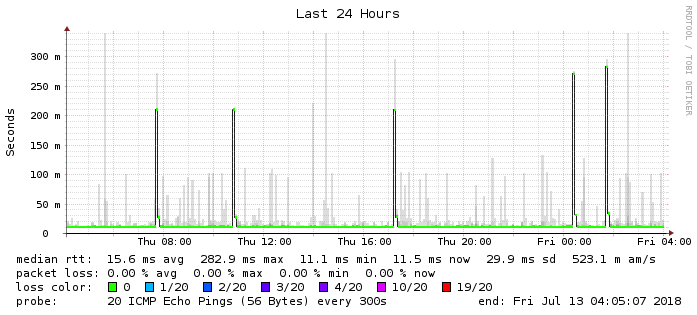 Last 24 Hours
RRDTOOL / TOBI OETIKER
Seconds
300 m
250 m
200 m
150 m
100 m
50 m
0
Thu 08:00 Thu 12:00 Thu 16:00 Thu 20:00 Fri 00:00 Fri 04:00
median rtt: 15.6 ms avg 282.9 ms max 11.1 ms min 11.5 ms now 29.9 ms sd 523.1 m am/s
packet loss: 0.00 % avg 0.00 % max 0.00 % min 0.00 % now
loss color: 0 1/20 2/20 3/20 4/20 10/20 19/20
probe: 20 ICMP Echo Pings (56 Bytes) every 300s end: Fri Jul 13 04:05:07 2018